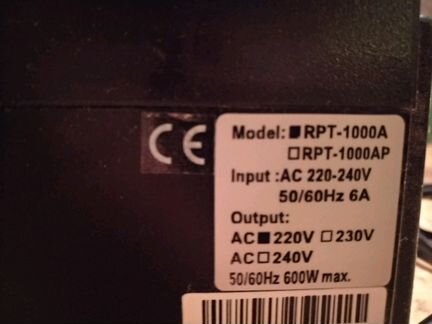 CE
Model: ■ RPT-1000A
□ RPT-1000AP
Input :AC 220-240V
50/60Hz 6A
Output:
AC ■ 220V □ 230V
AC □ 240V
50/60Hz 600W max.